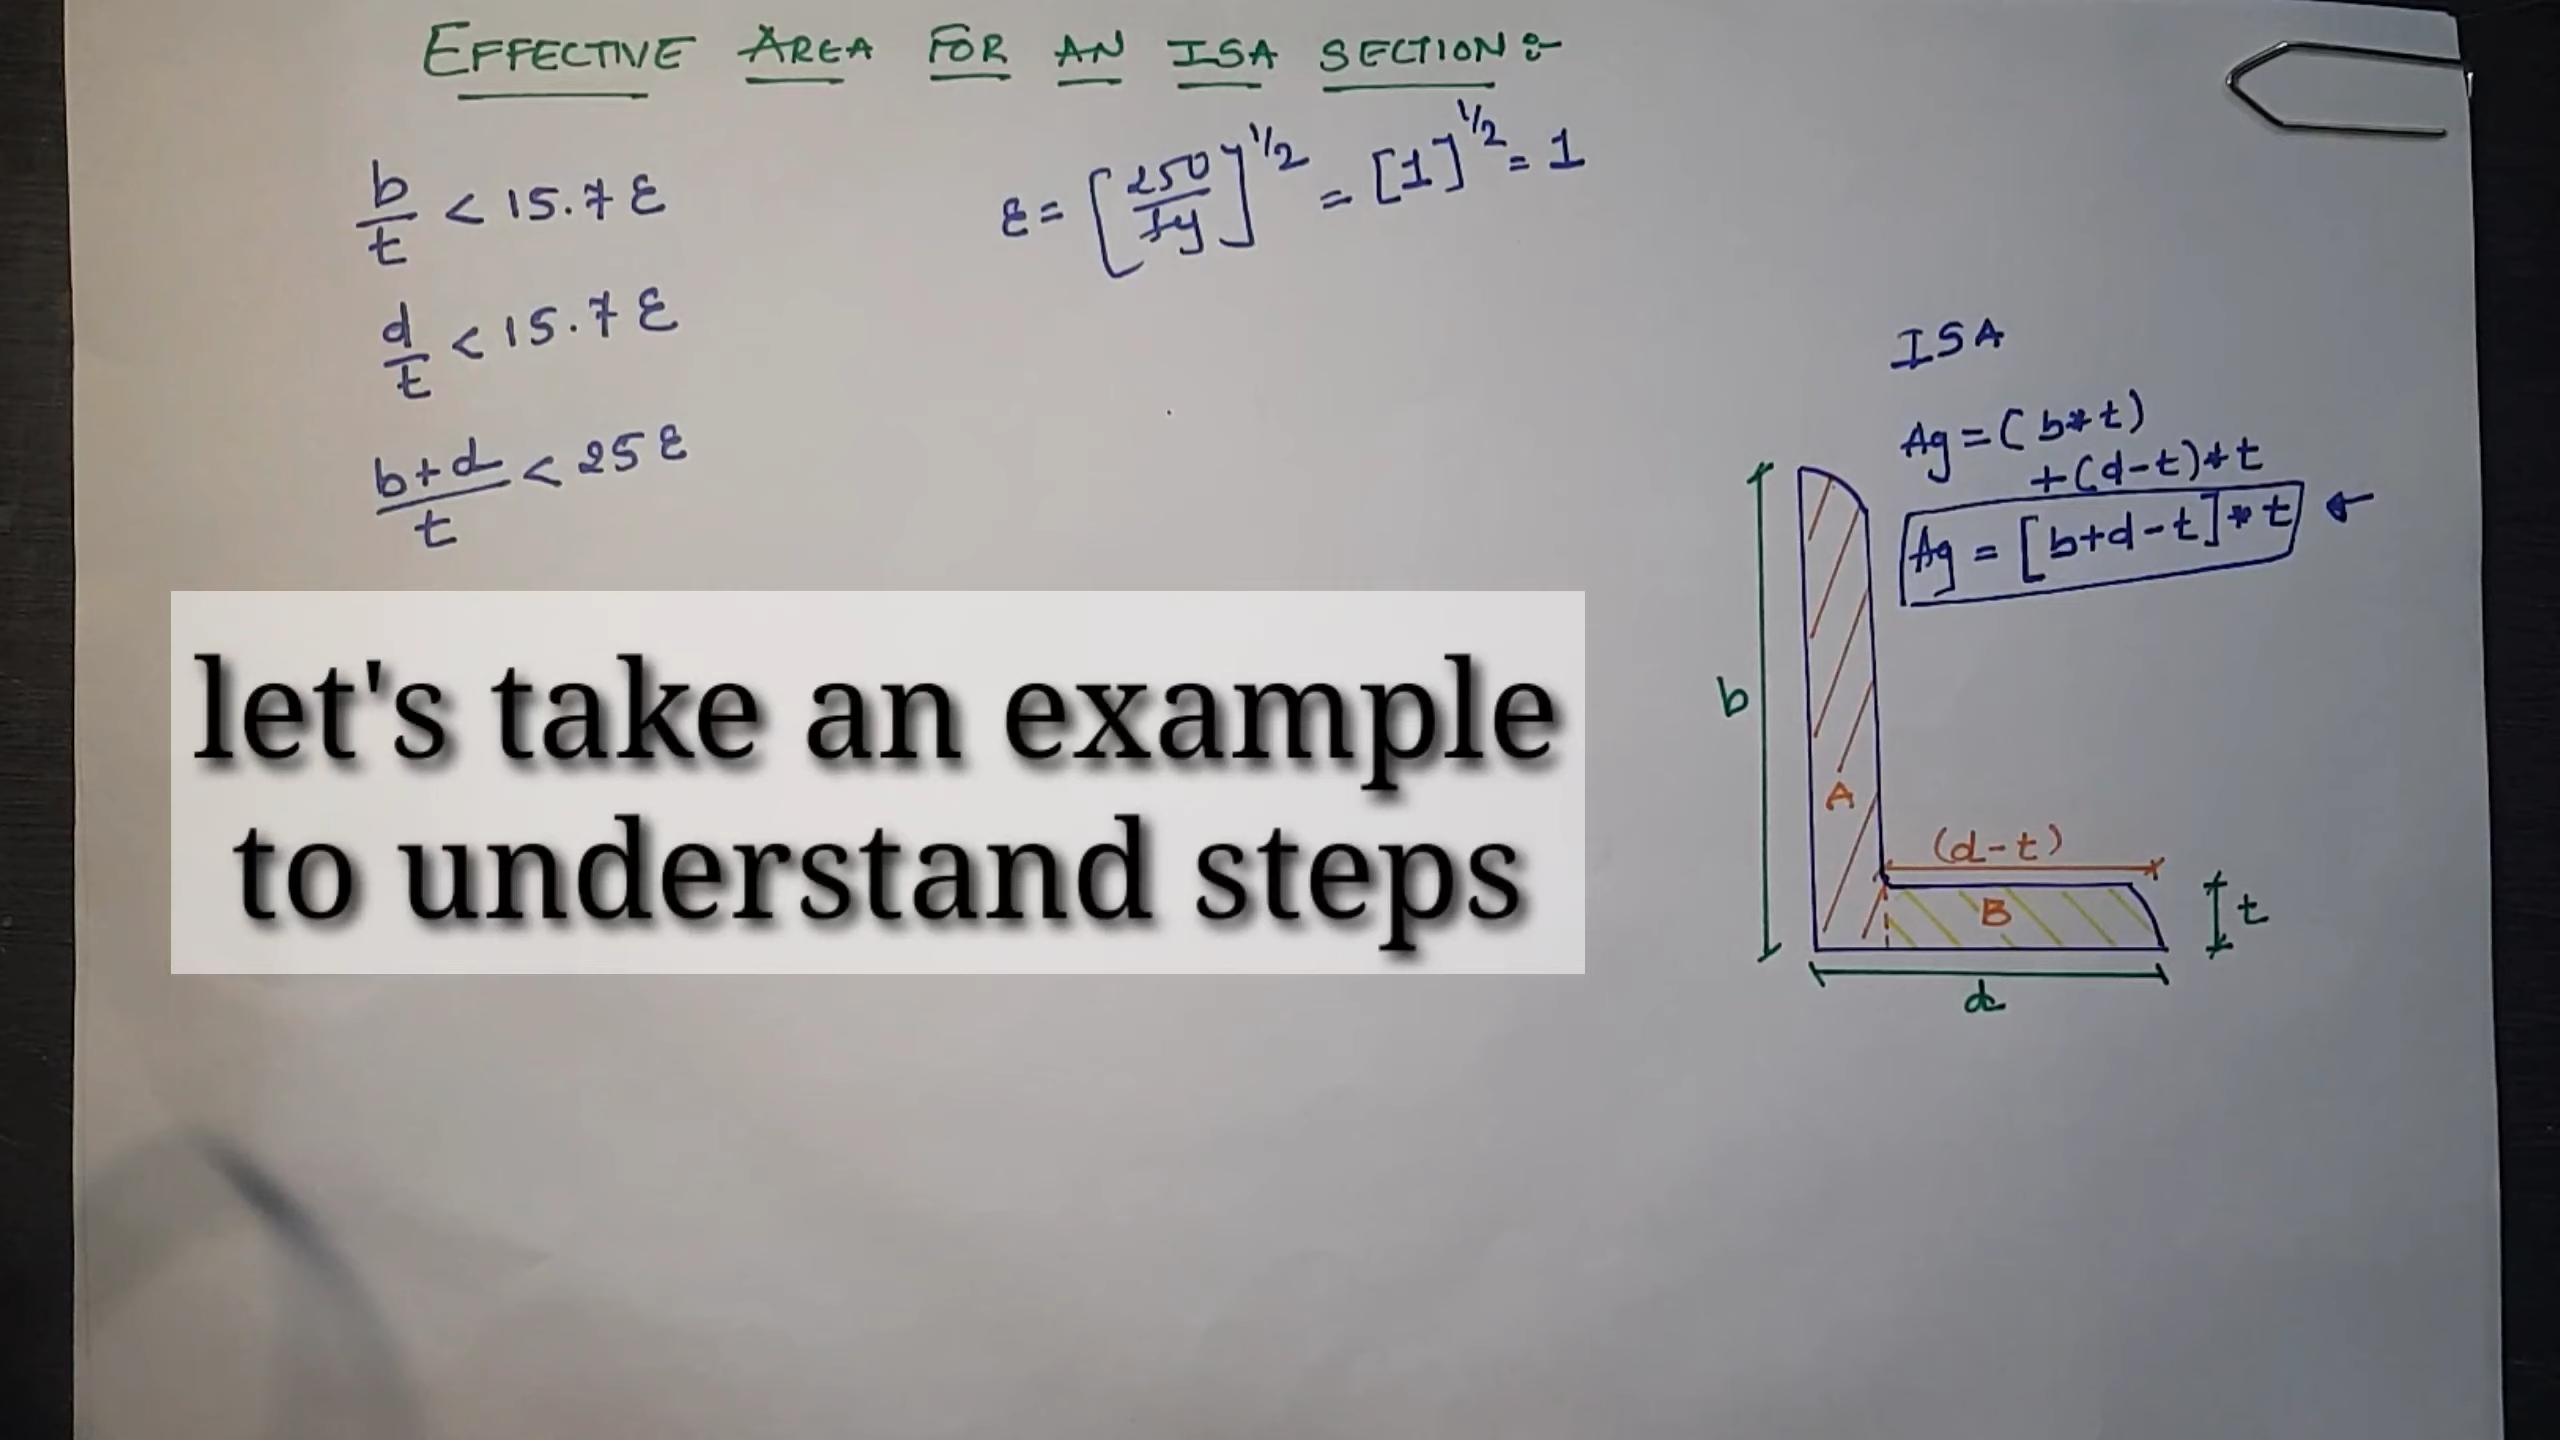 EFFECTIVE AREA FOR AN ISA SECTION:-
b/t < 15.7 ε
ε = [250/fy]^1/2 = [1]^1/2 = 1
d/t < 15.7 ε
b+d/t < 25 ε
ISA
Ag = (b*t)
+(d-t)*t
Ag = [b+d-t]*t
let's take an example
to understand steps
b
A
(d-t)
B
t
d